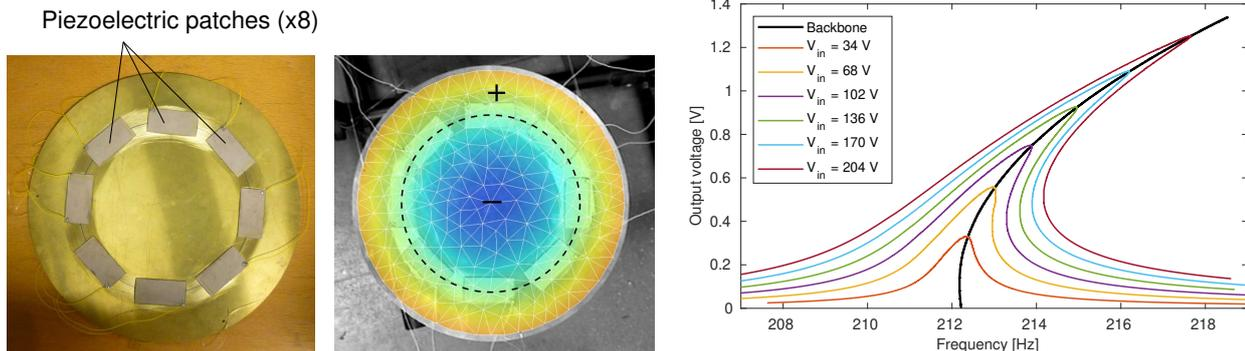 Piezoelectric patches (x8)
+
−
Output voltage [V]
1.4
1.2
1
0.8
0.6
0.4
0.2
0
Backbone
V_in = 34 V
V_in = 68 V
V_in = 102 V
V_in = 136 V
V_in = 170 V
V_in = 204 V
208 210 212 214 216 218
Frequency [Hz]